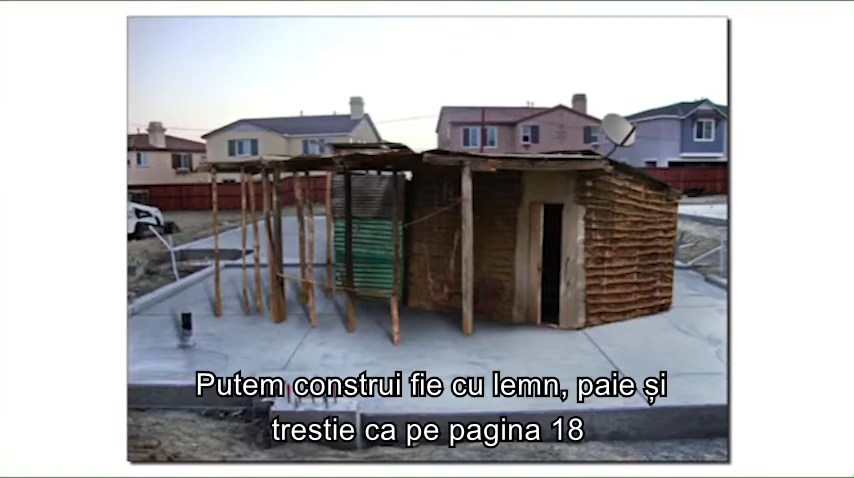 Putem construi fie cu lemn, paie și
trestie ca pe pagina 18